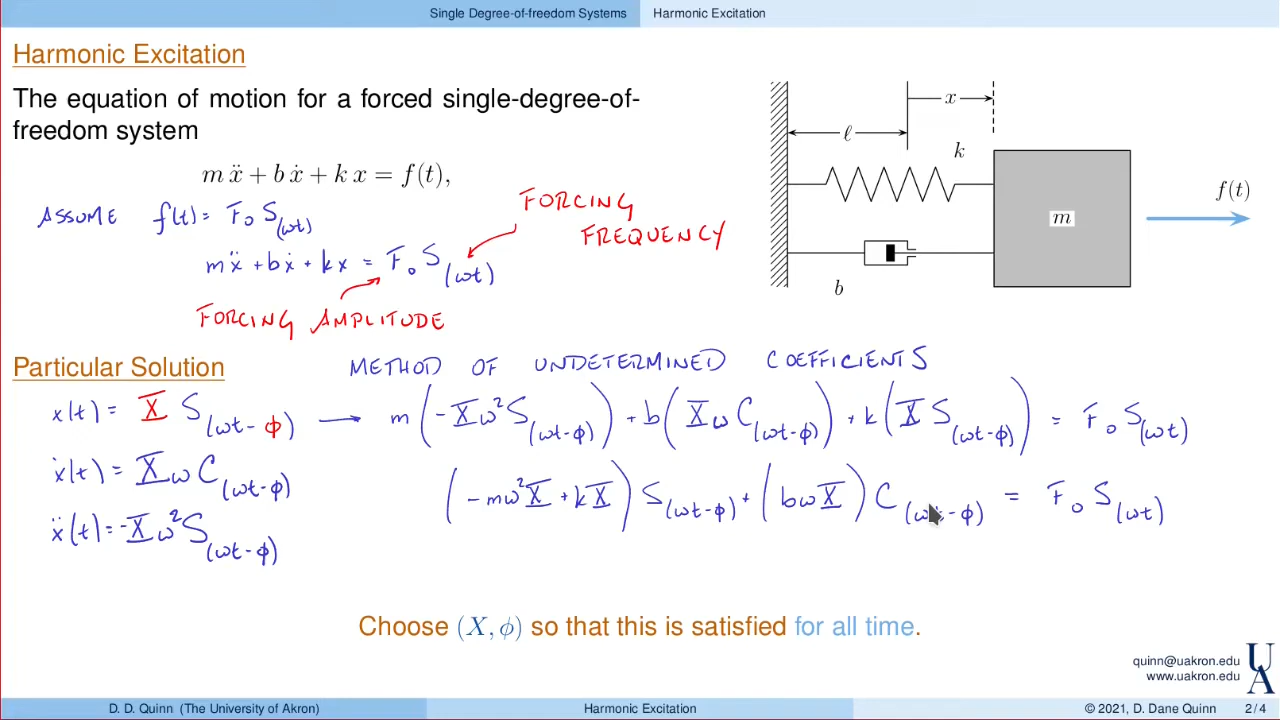 Single Degree-of-freedom Systems Harmonic Excitation
Harmonic Excitation
The equation of motion for a forced single-degree-of-
freedom system
m ẍ + b ẋ + k x = f(t),
ASSUME f(t) = F₀ S(ωt)
mẍ + bẋ + kx = F₀ S(ωt)
FORCING
FREQUENCY
FORCING AMPLITUDE
x
ℓ
k
m
f(t)
b
Particular Solution
METHOD OF UNDETERMINED COEFFICIENTS
x(t) = X S(ωt-ϕ) → m(-Xω²S(ωt-ϕ)) + b(XωC(ωt-ϕ)) + k(X S(ωt-ϕ)) = F₀ S(ωt)
ẋ(t) = Xω C(ωt-ϕ)
(-mω²X + kX) S(ωt-ϕ) + (bωX) C(ωt-ϕ) = F₀ S(ωt)
ẍ(t) = -Xω²S(ωt-ϕ)
Choose (X, ϕ) so that this is satisfied for all time.
quinn@uakron.edu
www.uakron.edu
UA
D. D. Quinn (The University of Akron) Harmonic Excitation © 2021, D. Dane Quinn 2/4